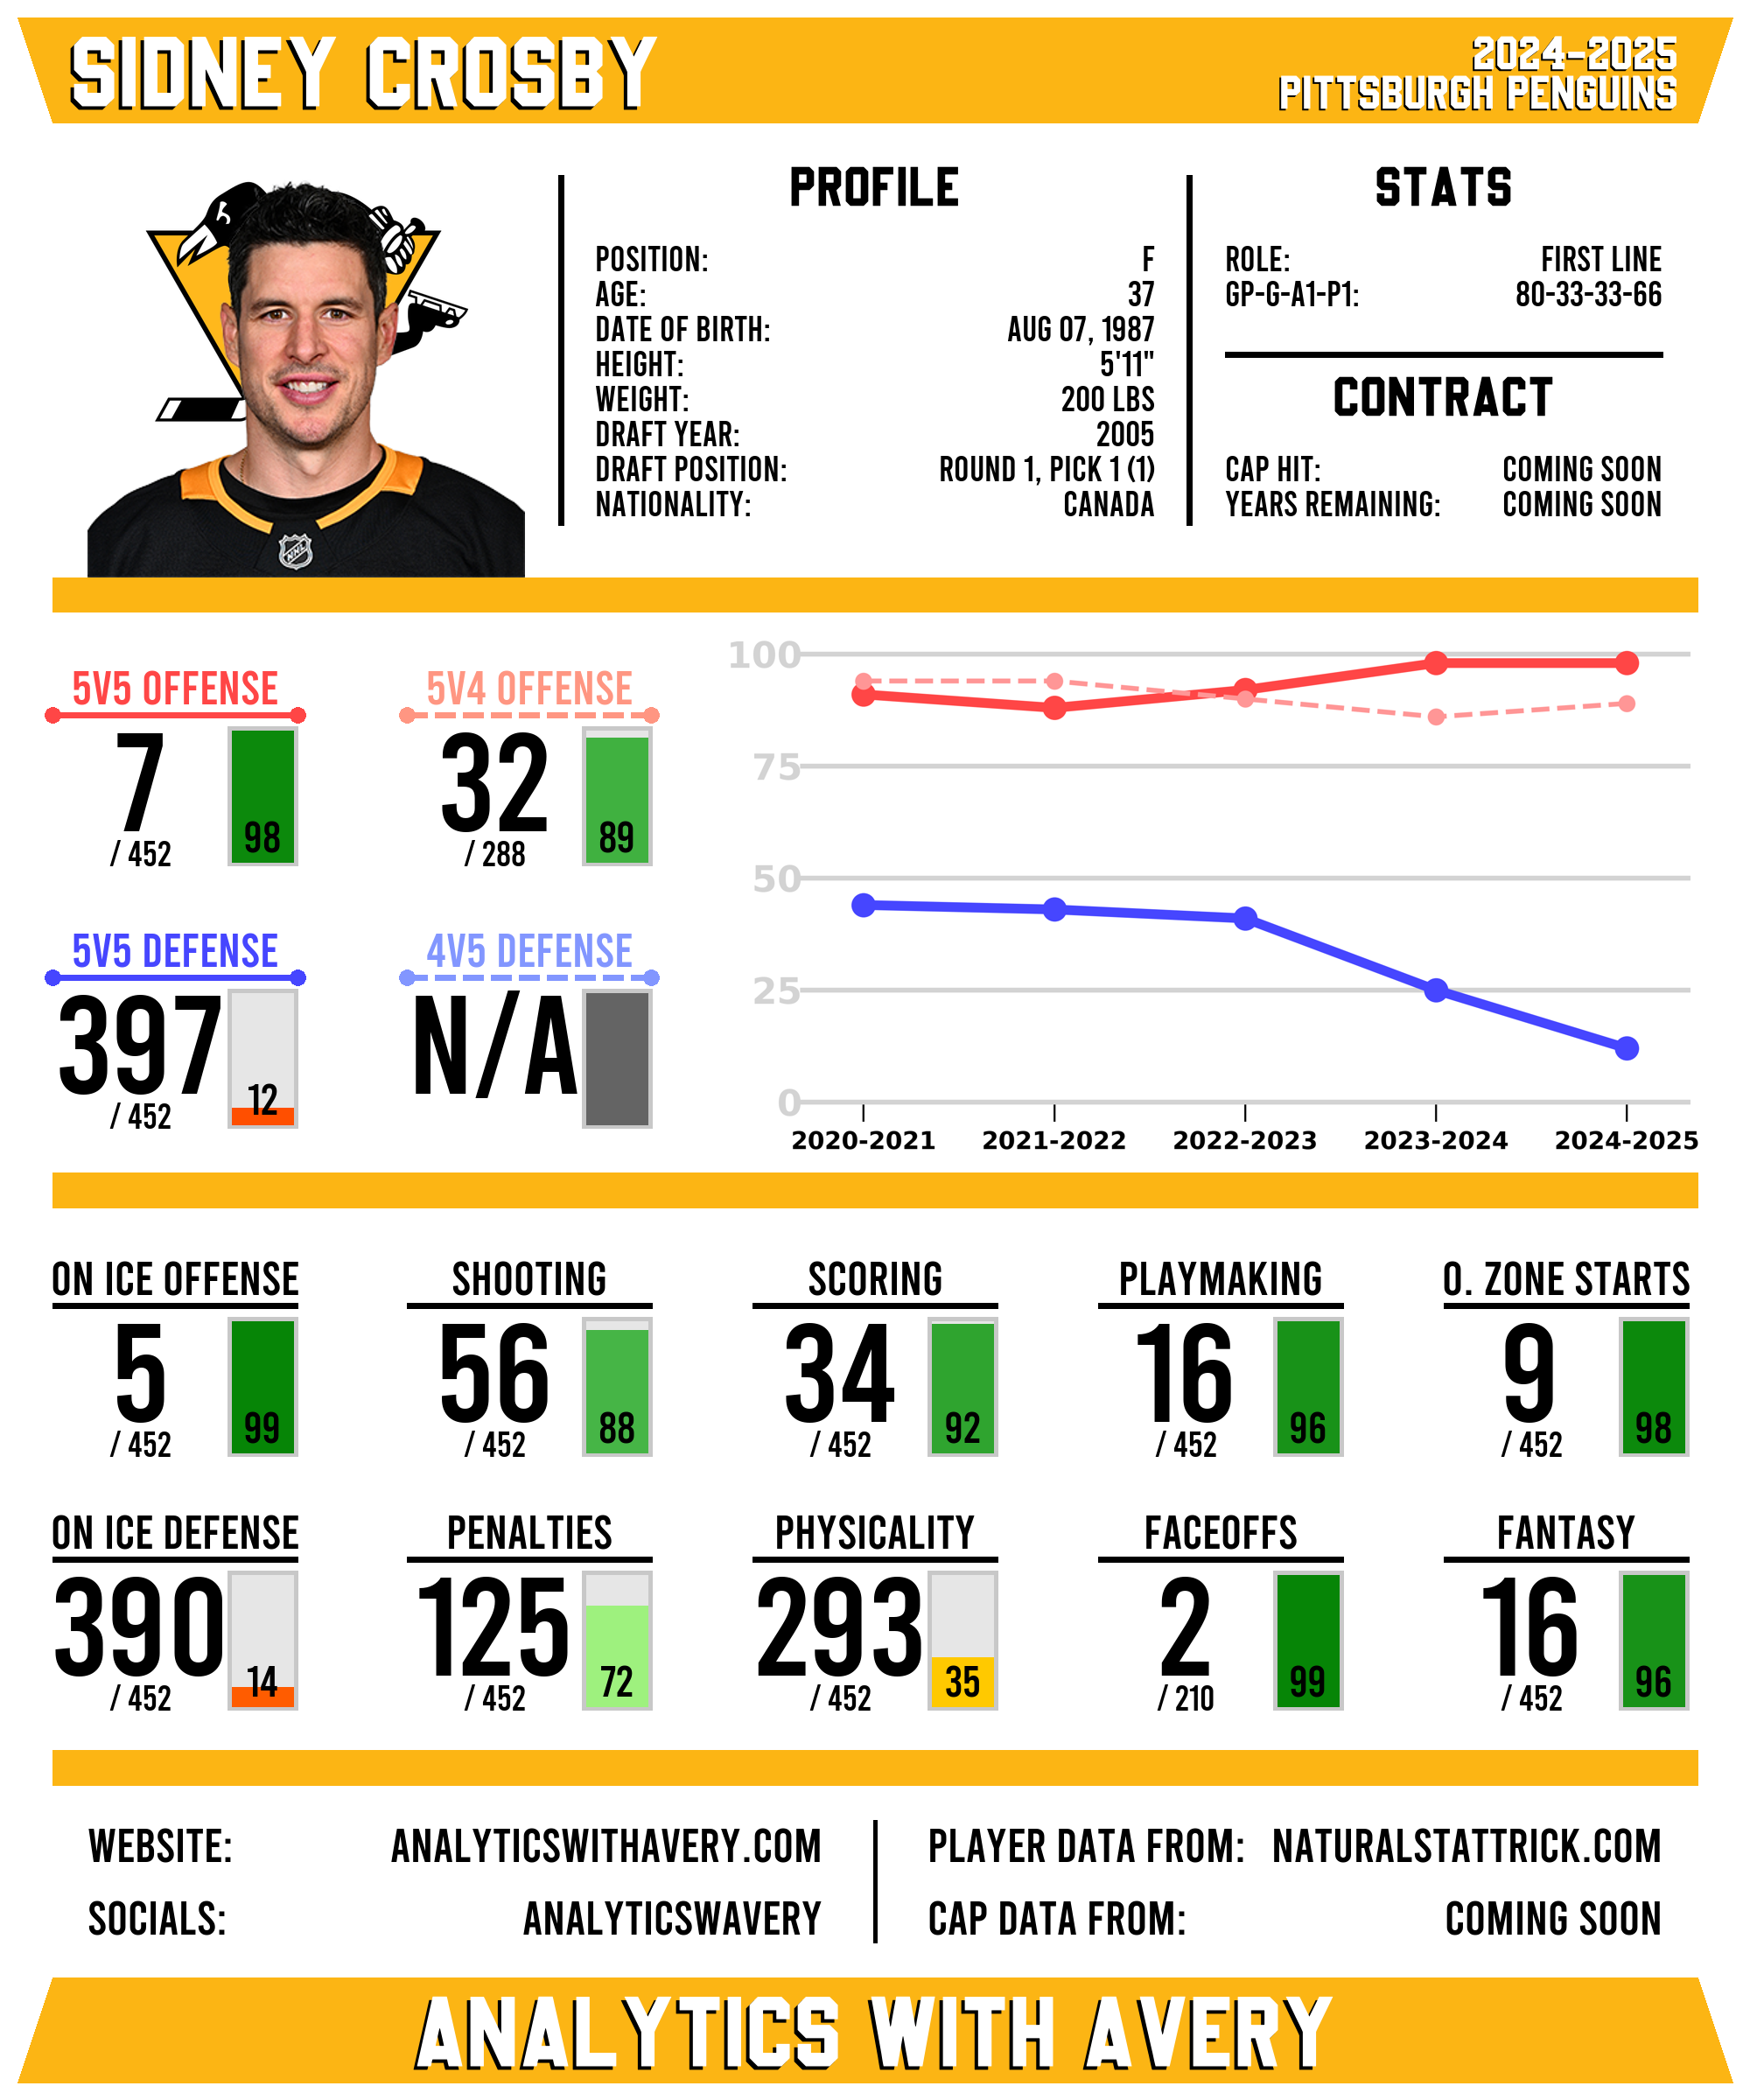 SIDNEY CROSBY
2024-2025
PITTSBURGH PENGUINS
PROFILE
POSITION: F
AGE: 37
DATE OF BIRTH: AUG 07, 1987
HEIGHT: 5'11"
WEIGHT: 200 LBS
DRAFT YEAR: 2005
DRAFT POSITION: ROUND 1, PICK 1 (1)
NATIONALITY: CANADA
STATS
ROLE: FIRST LINE
GP-G-A1-P1: 80-33-33-66
CONTRACT
CAP HIT: COMING SOON
YEARS REMAINING: COMING SOON
NHL
5V5 OFFENSE
7
/ 452
98
5V4 OFFENSE
32
/ 288
89
5V5 DEFENSE
397
/ 452
12
4V5 DEFENSE
N/A
100
75
50
25
0
2020-2021 2021-2022 2022-2023 2023-2024 2024-2025
ON ICE OFFENSE
5
/ 452
99
SHOOTING
56
/ 452
88
SCORING
34
/ 452
92
PLAYMAKING
16
/ 452
96
O. ZONE STARTS
9
/ 452
98
ON ICE DEFENSE
390
/ 452
14
PENALTIES
125
/ 452
72
PHYSICALITY
293
/ 452
35
FACEOFFS
2
/ 210
99
FANTASY
16
/ 452
96
WEBSITE: ANALYTICSWITHAVERY.COM
SOCIALS: ANALYTICSWAVERY
PLAYER DATA FROM: NATURALSTATTRICK.COM
CAP DATA FROM: COMING SOON
ANALYTICS WITH AVERY